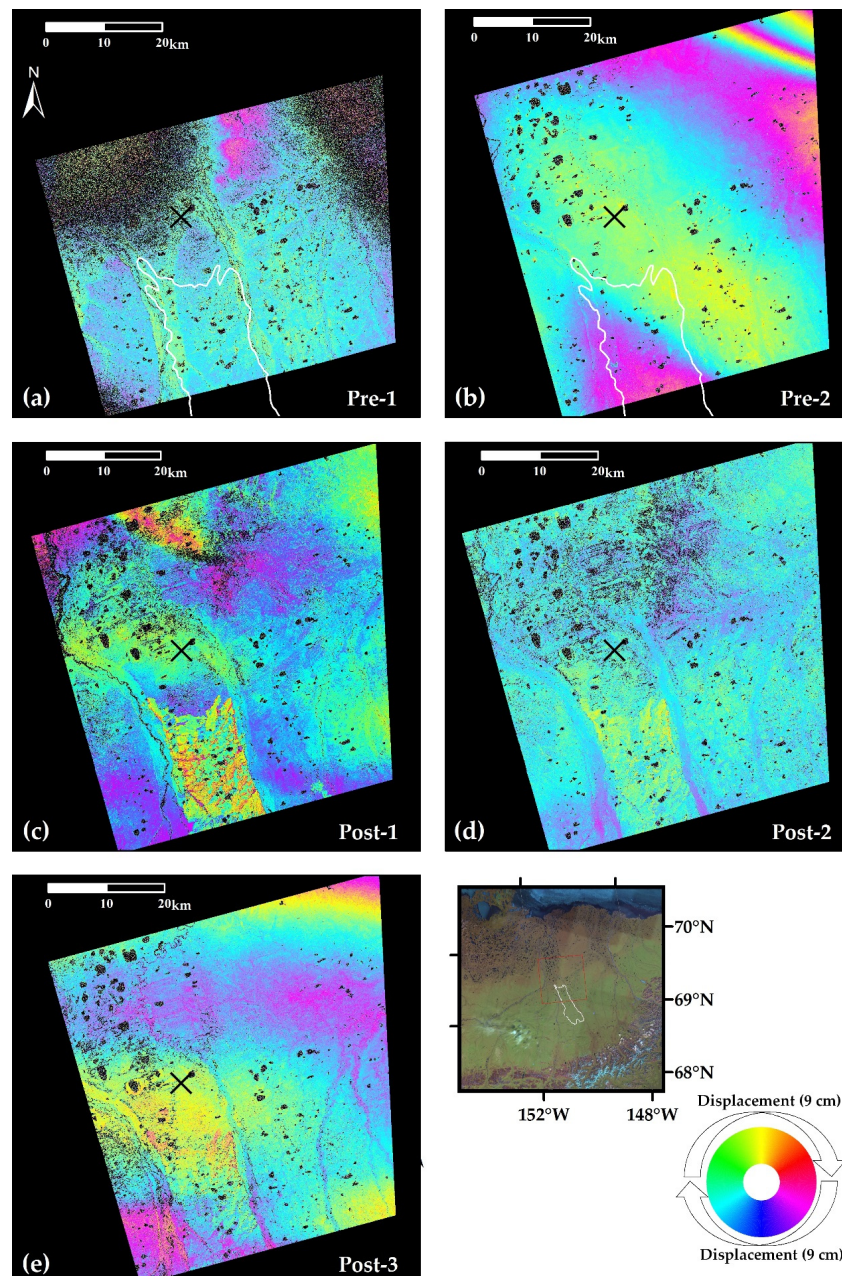 0 10 20km
0 10 20km
N
(a) Pre-1
(b) Pre-2
0 10 20km
0 10 20km
(c) Post-1
(d) Post-2
0 10 20km
70°N
69°N
68°N
152°W 148°W
Displacement (9 cm)
Displacement (9 cm)
(e) Post-3